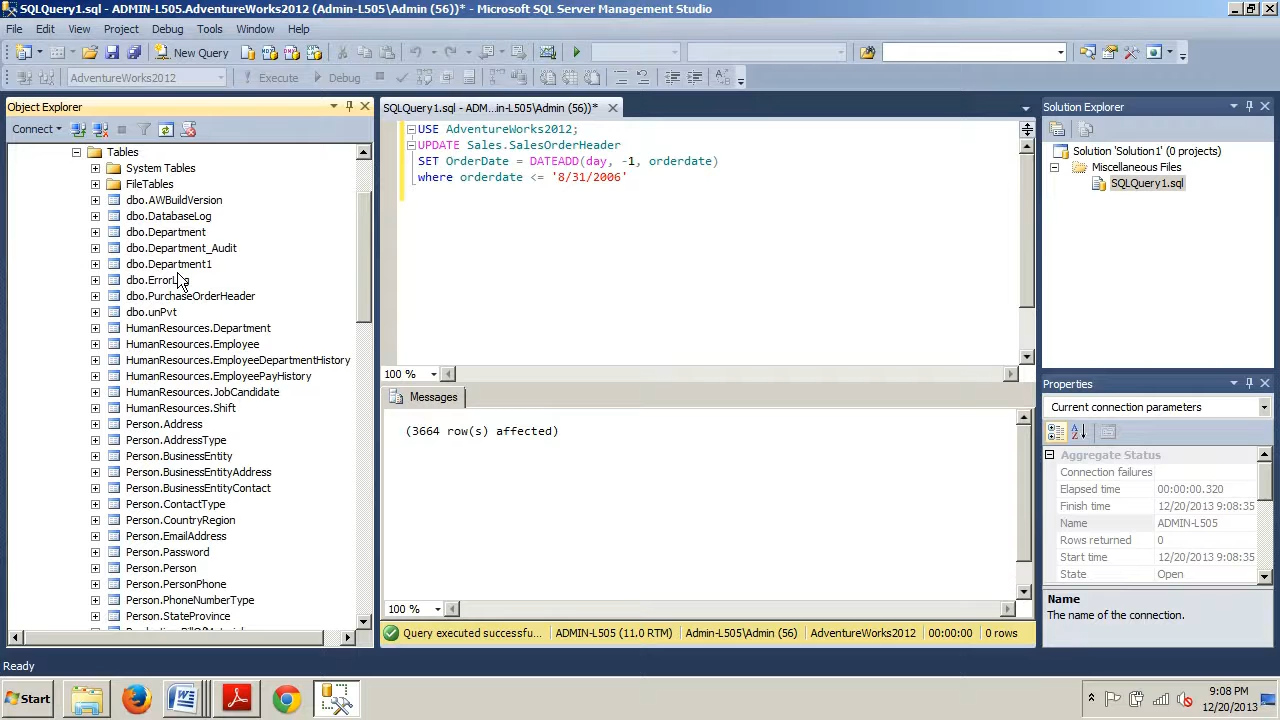 SQLQuery1.sql - ADMIN-L505.AdventureWorks2012 (Admin-L505\Admin (56))* - Microsoft SQL Server Management Studio
File Edit View Project Debug Tools Window Help
New Query
AdventureWorks2012 Execute Debug
Object Explorer
Connect
Tables
System Tables
FileTables
dbo.AWBuildVersion
dbo.DatabaseLog
dbo.Department
dbo.Department_Audit
dbo.Department1
dbo.PurchaseOrderHeader
dbo.unPvt
HumanResources.Department
HumanResources.Employee
HumanResources.EmployeeDepartmentHistory
HumanResources.EmployeePayHistory
HumanResources.JobCandidate
HumanResources.Shift
Person.Address
Person.AddressType
Person.BusinessEntity
Person.BusinessEntityAddress
Person.BusinessEntityContact
Person.ContactType
Person.CountryRegion
Person.EmailAddress
Person.Password
Person.Person
Person.PersonPhone
Person.PhoneNumberType
Person.StateProvince
SQLQuery1.sql - ADM...in-L505\Admin (56))*
USE AdventureWorks2012;
UPDATE Sales.SalesOrderHeader
SET OrderDate = DATEADD(day, -1, orderdate)
where orderdate <= '8/31/2006'
100 %
Messages
(3664 row(s) affected)
100 %
Query executed successfu... ADMIN-L505 (11.0 RTM) Admin-L505\Admin (56) AdventureWorks2012 00:00:00 0 rows
Solution Explorer
Solution 'Solution1' (0 projects)
Miscellaneous Files
SQLQuery1.sql
Properties
Current connection parameters
Aggregate Status
Connection failures
Elapsed time 00:00:00.320
Finish time 12/20/2013 9:08:35
Name ADMIN-L505
Rows returned 0
Start time 12/20/2013 9:08:35
State Open
Name
The name of the connection.
Ready
Start
9:08 PM
12/20/2013